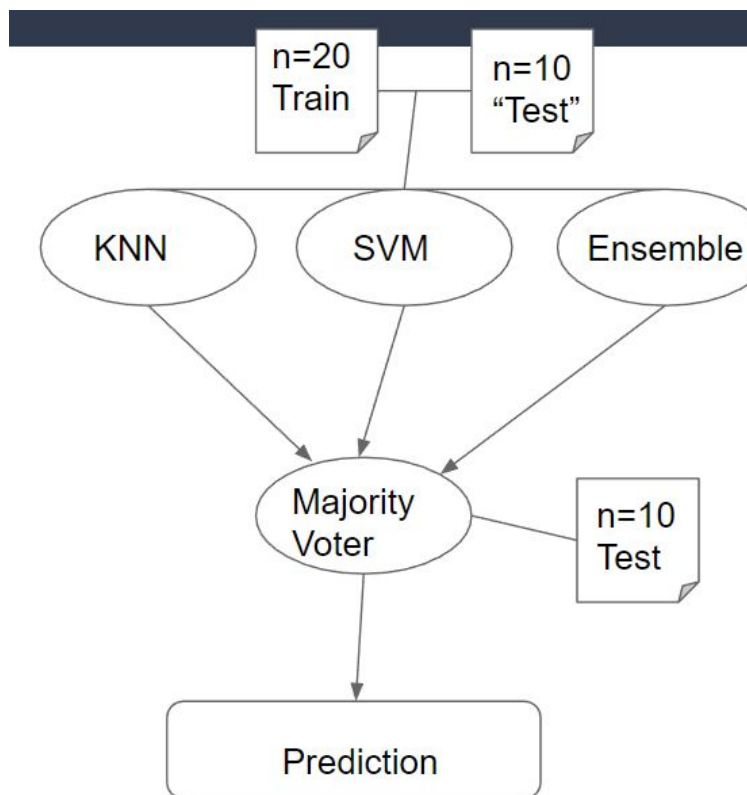 n=20
Train
n=10
“Test”
KNN
SVM
Ensemble
Majority
Voter
n=10
Test
Prediction